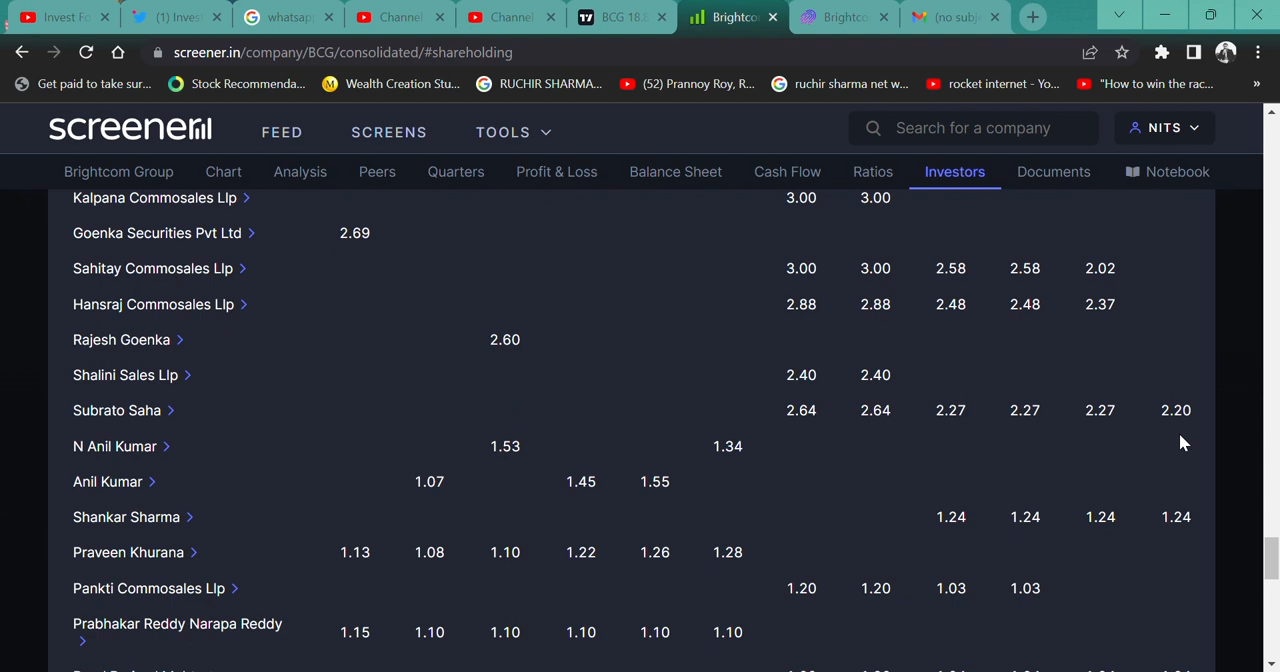 Invest Fo
(1) Invest
whatsapp
Channel
Channel
BCG 18.
Brightco
Brightco
(no subj
screener.in/company/BCG/consolidated/#shareholding
Get paid to take sur...
Stock Recommenda...
Wealth Creation Stu...
RUCHIR SHARMA...
(52) Prannoy Roy, R...
ruchir sharma net w...
rocket internet - Yo...
"How to win the rac...
»
screener
FEED
SCREENS
TOOLS
Search for a company
NITS
Brightcom Group
Chart
Analysis
Peers
Quarters
Profit & Loss
Balance Sheet
Cash Flow
Ratios
Investors
Documents
Notebook
Kalpana Commosales Llp > 3.00 3.00
Goenka Securities Pvt Ltd > 2.69
Sahitay Commosales Llp > 3.00 3.00 2.58 2.58 2.02
Hansraj Commosales Llp > 2.88 2.88 2.48 2.48 2.37
Rajesh Goenka > 2.60
Shalini Sales Llp > 2.40 2.40
Subrato Saha > 2.64 2.64 2.27 2.27 2.27 2.20
N Anil Kumar > 1.53 1.34
Anil Kumar > 1.07 1.45 1.55
Shankar Sharma > 1.24 1.24 1.24 1.24
Praveen Khurana > 1.13 1.08 1.10 1.22 1.26 1.28
Pankti Commosales Llp > 1.20 1.20 1.03 1.03
Prabhakar Reddy Narapa Reddy
> 1.15 1.10 1.10 1.10 1.10 1.10